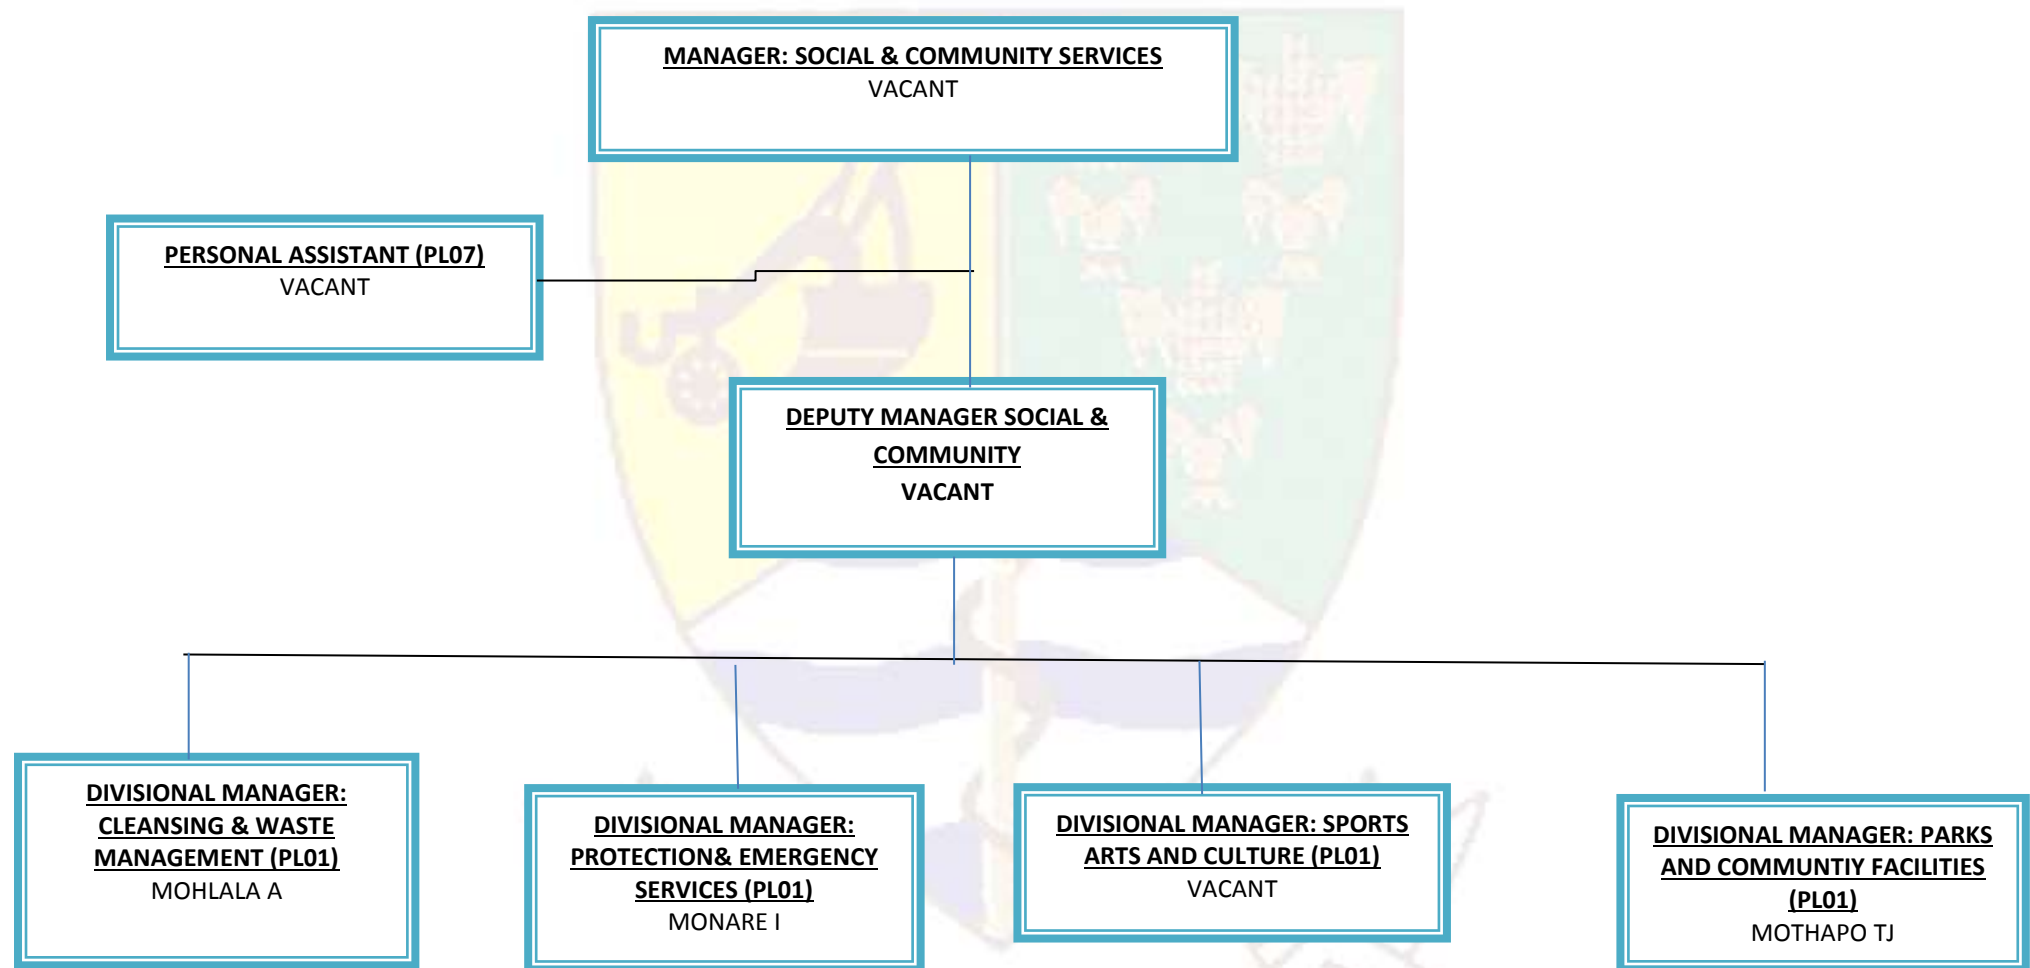 MANAGER: SOCIAL & COMMUNITY SERVICES
VACANT
PERSONAL ASSISTANT (PL07)
VACANT
DEPUTY MANAGER SOCIAL &
COMMUNITY
VACANT
DIVISIONAL MANAGER:
CLEANSING & WASTE
MANAGEMENT (PL01)
MOHLALA A
DIVISIONAL MANAGER:
PROTECTION& EMERGENCY
SERVICES (PL01)
MONARE I
DIVISIONAL MANAGER: SPORTS
ARTS AND CULTURE (PL01)
VACANT
DIVISIONAL MANAGER: PARKS
AND COMMUNTIY FACILITIES
(PL01)
MOTHAPO TJ